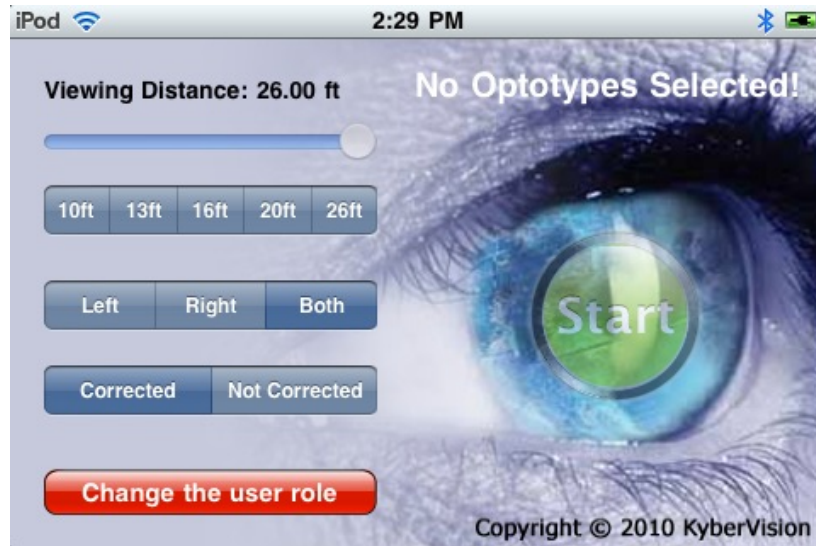 iPod 2:29 PM
Viewing Distance: 26.00 ft
No Optotypes Selected!
10ft 13ft 16ft 20ft 26ft
Left Right Both
Start
Corrected Not Corrected
Change the user role
Copyright © 2010 KyberVision